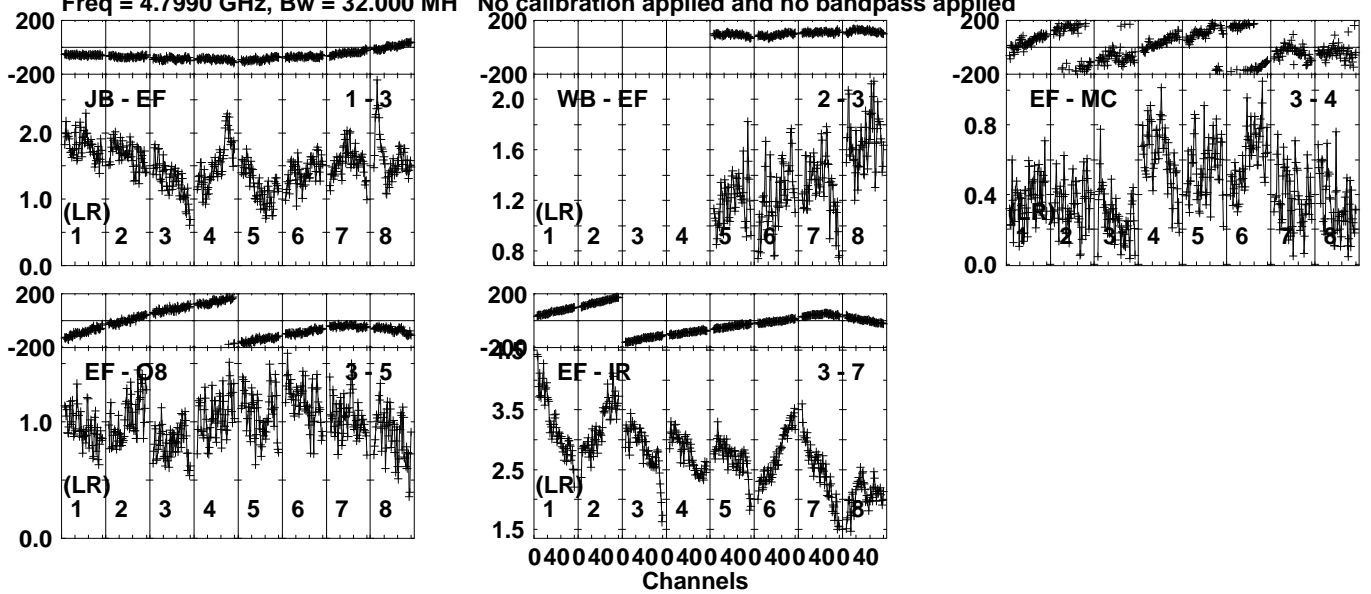 Freq = 4.7990 GHz, Bw = 32.000 MH No calibration applied and no bandpass applied
200
-200
JB - EF 1 - 3
2.0
1.0
0.0
(LR)
1 2 3 4 5 6 7 8
200
-200
WB - EF 2 - 3
2.0
1.6
1.2
0.8
(LR)
1 2 3 4 5 6 7 8
200
-200
EF - MC 3 - 4
0.8
0.4
0.0
(LR)
1 2 3 4 5 6 7 8
200
-200
EF - O8 3 - 5
1.0
0.0
(LR)
1 2 3 4 5 6 7 8
200
-200
EF - IR 3 - 7
4.5
3.5
2.5
1.5
(LR)
1 2 3 4 5 6 7 8
0 40 0 40 0 40 0 40 0 40 0 40 0 40 0 40
Channels